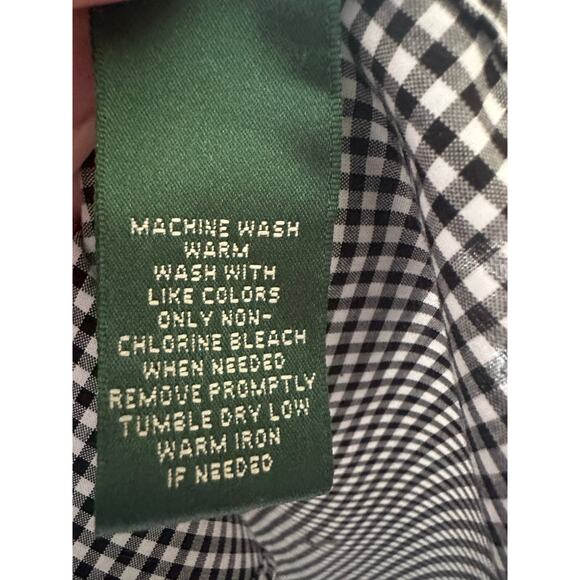 MACHINE WASH
WARM
WASH WITH
LIKE COLORS
ONLY NON-
CHLORINE BLEACH
WHEN NEEDED
REMOVE PROMPTLY
TUMBLE DRY LOW
WARM IRON
IF NEEDED